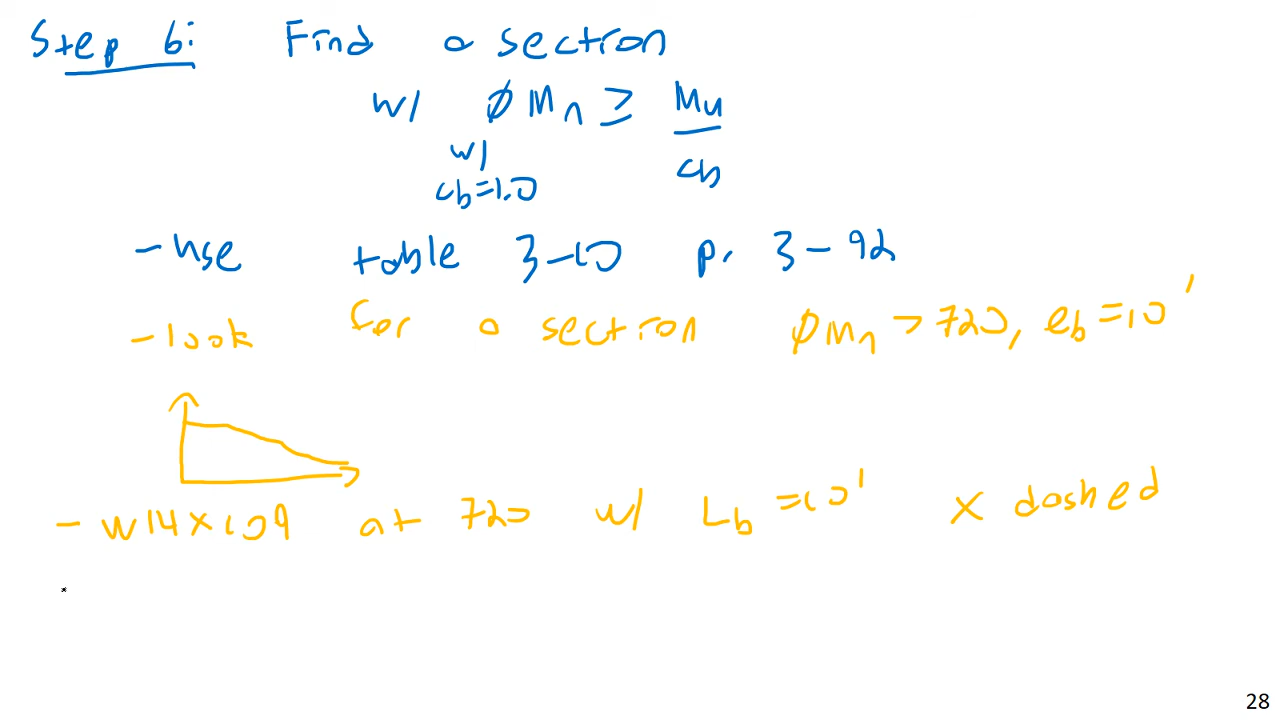 Step 6: Find a section
w/ ϕMn ≥ Mu
w/ cb
cb=1.0
- use table 3-10 p. 3-92
- look for a section ϕMn > 720, eb=10'
- W14x109 at 720 w/ Lb=10' x dashed
28